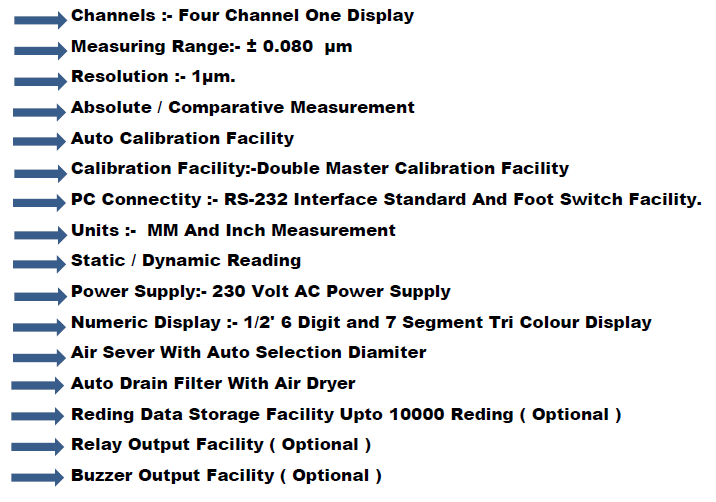 Channels :- Four Channel One Display
Measuring Range:- ± 0.080  µm
Resolution :- 1µm.
Absolute / Comparative Measurement
Auto Calibration Facility
Calibration Facility:-Double Master Calibration Facility
PC Connectity :- RS-232 Interface Standard And Foot Switch Facility.
Units :-  MM And Inch Measurement
Static / Dynamic Reading
Power Supply:- 230 Volt AC Power Supply
Numeric Display :- 1/2' 6 Digit and 7 Segment Tri Colour Display
Air Sever With Auto Selection Diamiter
Auto Drain Filter With Air Dryer
Reding Data Storage Facility Upto 10000 Reding ( Optional )
Relay Output Facility ( Optional )
Buzzer Output Facility ( Optional )